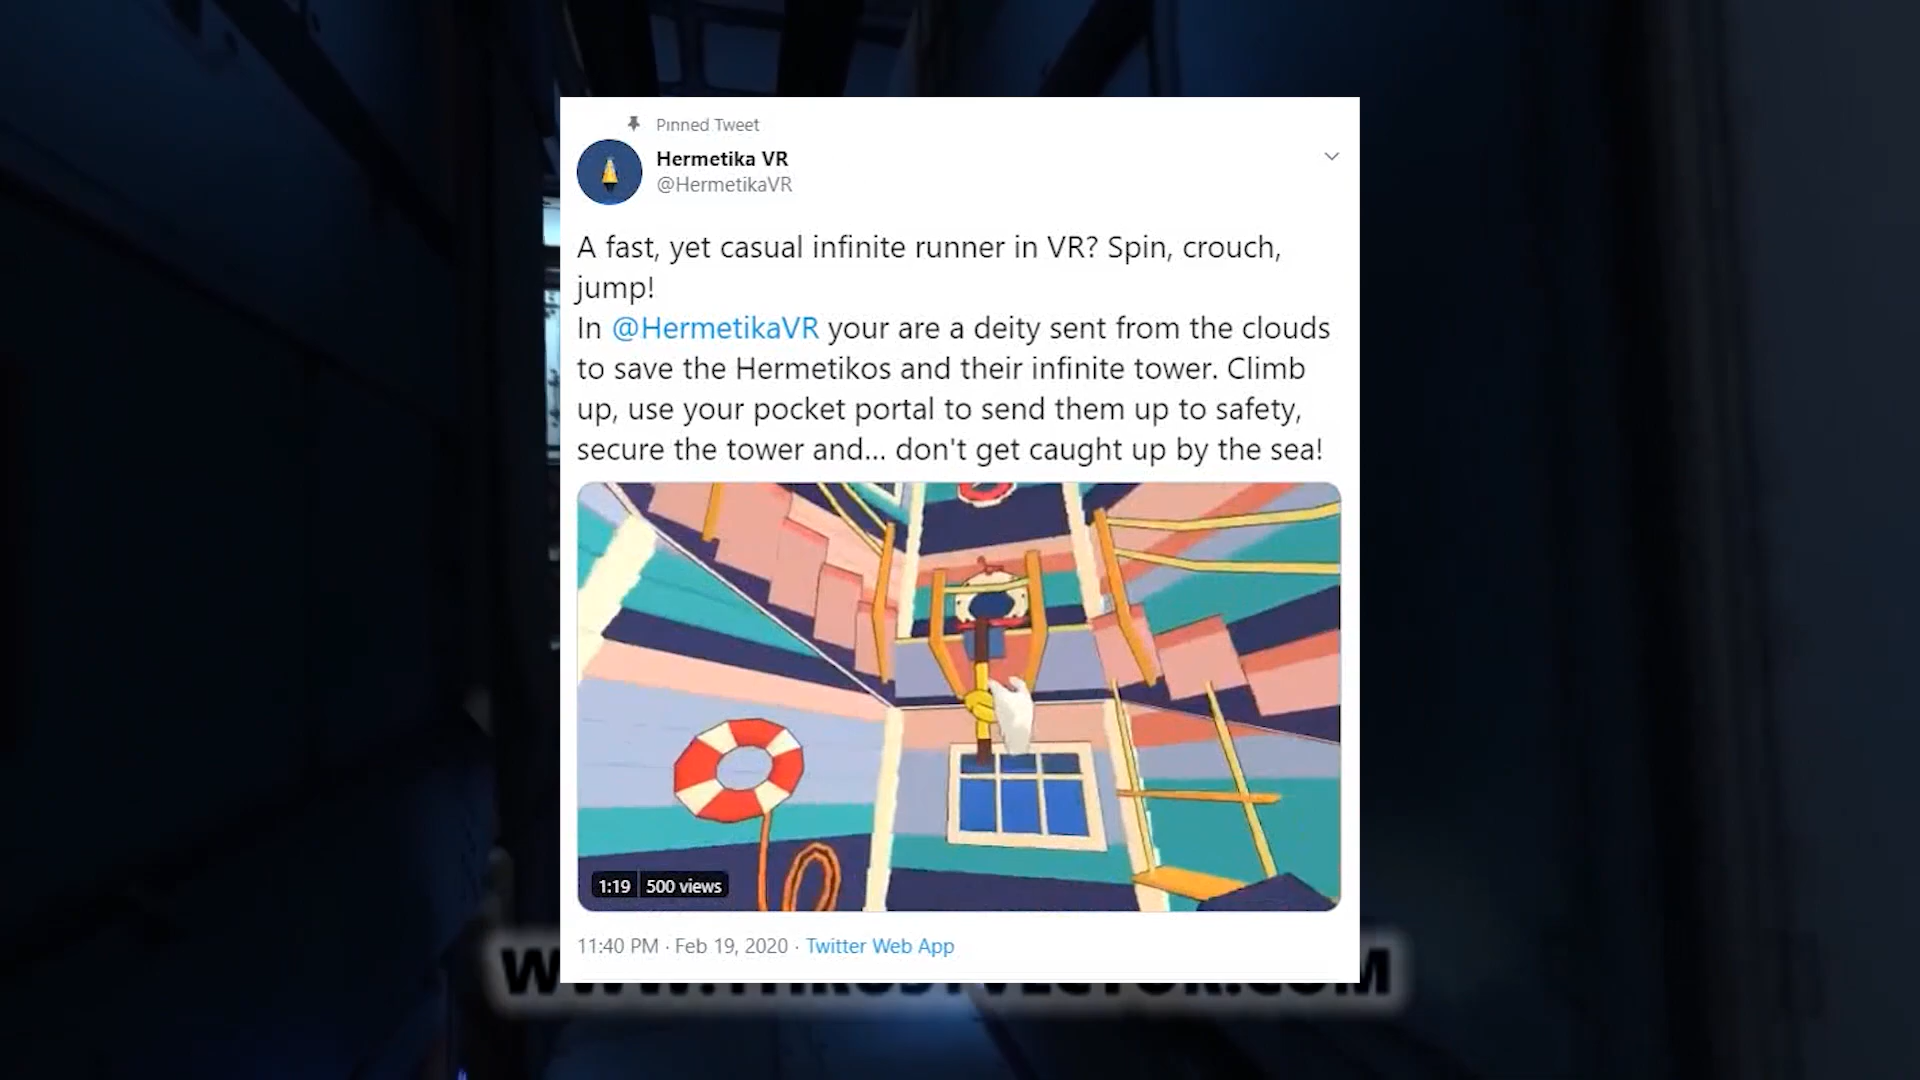 Pinned Tweet
Hermetika VR
@HermetikaVR
A fast, yet casual infinite runner in VR? Spin, crouch,
jump!
In @HermetikaVR your are a deity sent from the clouds
to save the Hermetikos and their infinite tower. Climb
up, use your pocket portal to send them up to safety,
secure the tower and... don't get caught up by the sea!
1:19 500 views
11:40 PM · Feb 19, 2020 · Twitter Web App